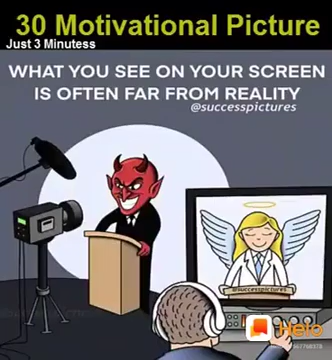 30 Motivational Picture
Just 3 Minutess
WHAT YOU SEE ON YOUR SCREEN
IS OFTEN FAR FROM REALITY
@successpictures
@successpictures
Helo